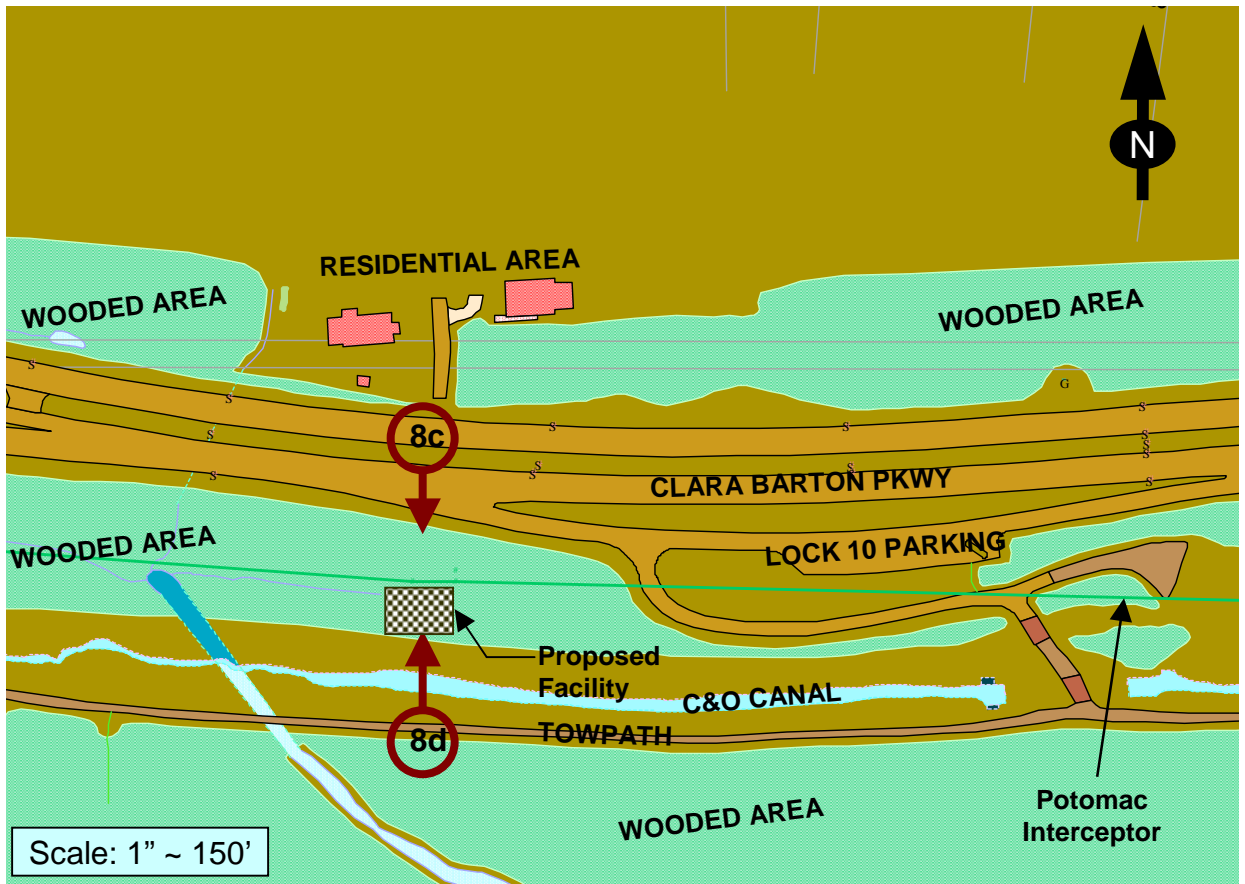 N
RESIDENTIAL AREA
WOODED AREA
WOODED AREA
S
G
S
S
S
S
8c
S
S
S
S
S
S
S
S
CLARA BARTON PKWY
WOODED AREA
LOCK 10 PARKING
Proposed
Facility
C&O CANAL
8d
TOWPATH
Potomac
Interceptor
WOODED AREA
Scale: 1” ~ 150’